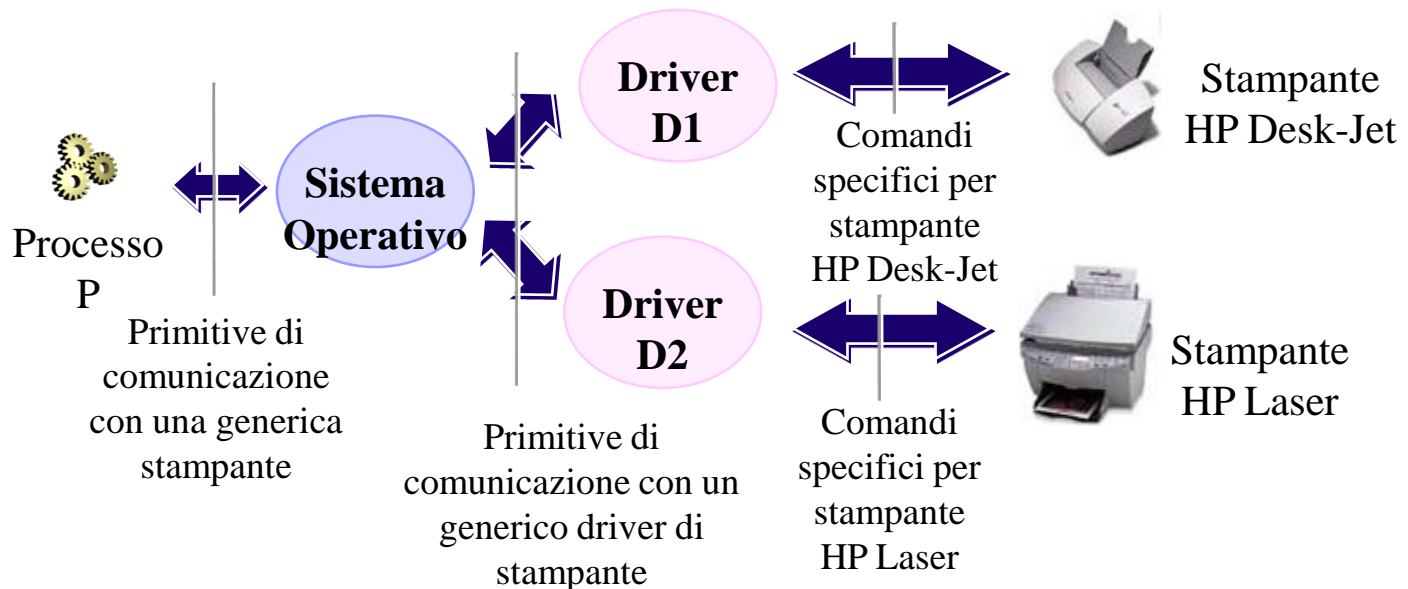 Processo
P
Primitive di
comunicazione
con una generica
stampante
Sistema
Operativo
Primitive di
comunicazione con un
generico driver di
stampante
Driver
D1
Comandi
specifici per
stampante
HP Desk-Jet
Stampante
HP Desk-Jet
Driver
D2
Comandi
specifici per
stampante
HP Laser
Stampante
HP Laser